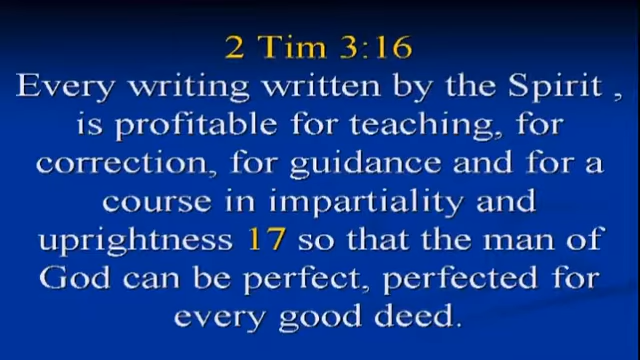 2 Tim 3:16
Every writing written by the Spirit ,
is profitable for teaching, for
correction, for guidance and for a
course in impartiality and
uprightness 17 so that the man of
God can be perfect, perfected for
every good deed.